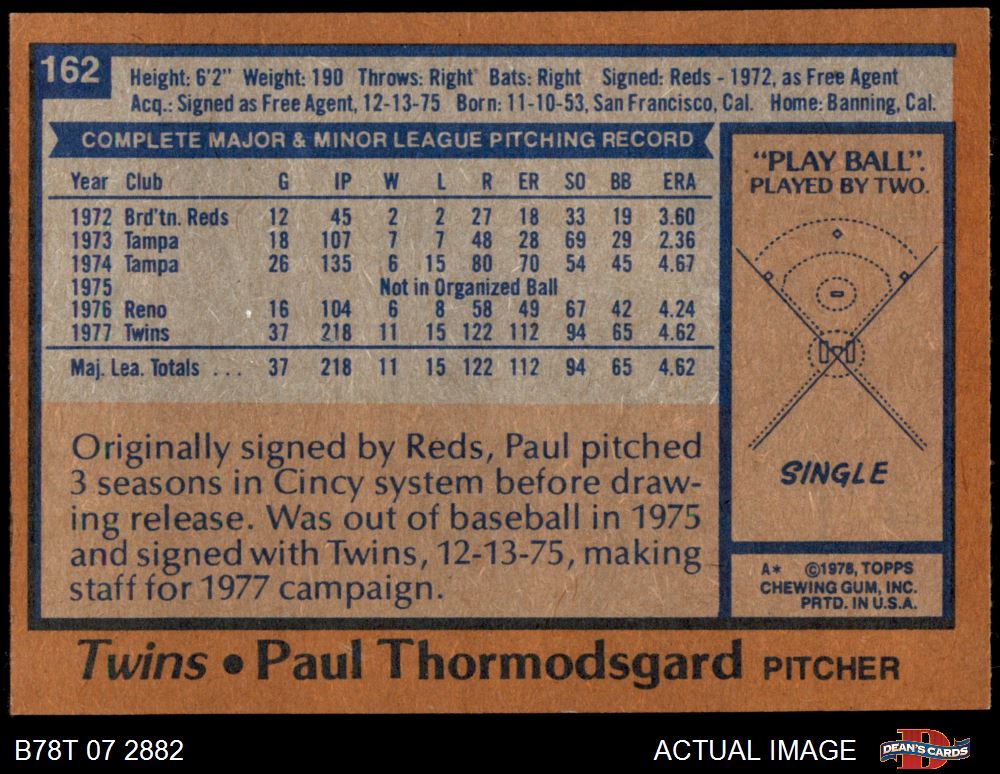 162
Height: 6'2" Weight: 190 Throws: Right Bats: Right Signed: Reds - 1972, as Free Agent
Acq.: Signed as Free Agent, 12-13-75 Born: 11-10-53, San Francisco, Cal. Home: Banning, Cal.
COMPLETE MAJOR & MINOR LEAGUE PITCHING RECORD
Year Club G IP W L R ER SO BB ERA
1972 Brd'tn. Reds 12 45 2 2 27 18 33 19 3.60
1973 Tampa 18 107 7 7 48 28 69 29 2.36
1974 Tampa 26 135 6 15 80 70 54 45 4.67
1975 Not in Organized Ball
1976 Reno 16 104 6 8 58 49 67 42 4.24
1977 Twins 37 218 11 15 122 112 94 65 4.62
Maj. Lea. Totals ... 37 218 11 15 122 112 94 65 4.62
Originally signed by Reds, Paul pitched
3 seasons in Cincy system before draw-
ing release. Was out of baseball in 1975
and signed with Twins, 12-13-75, making
staff for 1977 campaign.
"PLAY BALL".
PLAYED BY TWO.
SINGLE
A* ©1978, TOPPS
CHEWING GUM, INC.
PRTD. IN U.S.A.
Twins • Paul Thormodsgard PITCHER
B78T 07 2882
ACTUAL IMAGE
DEAN'S CARDS